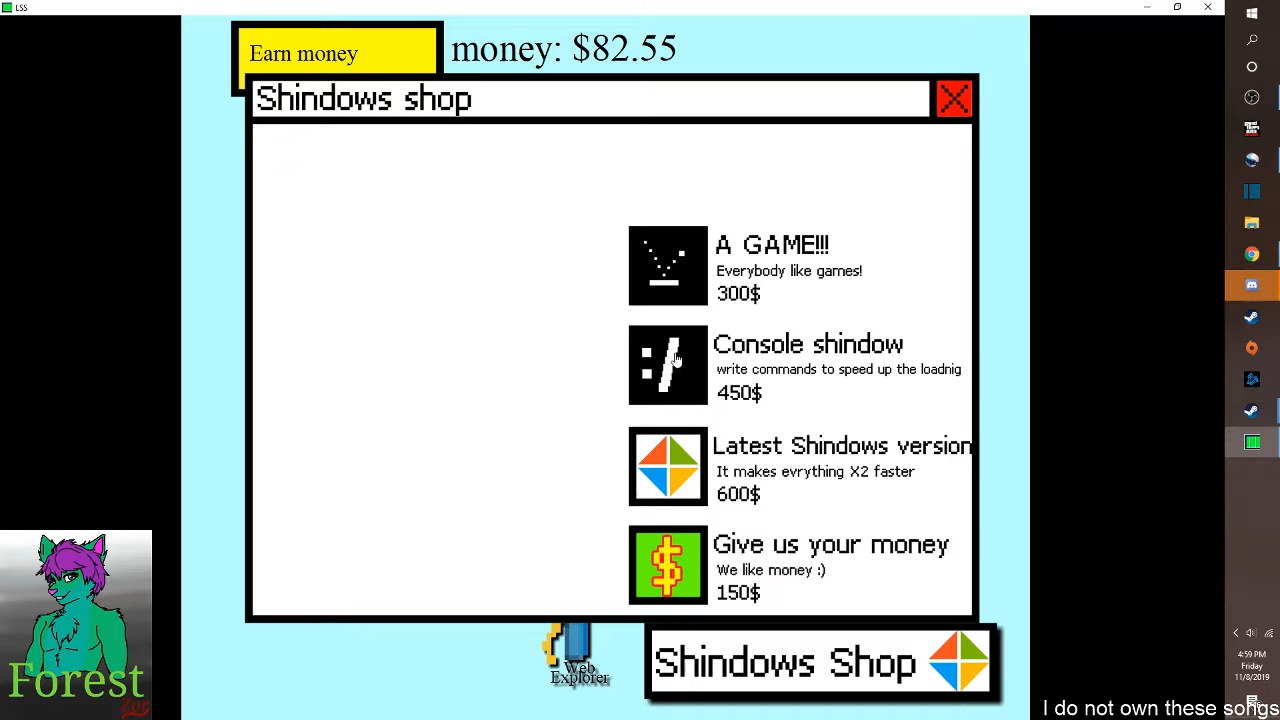 LSS
Earn money
money: $82.55
Shindows shop
A GAME!!!
Everybody like games!
300$
Console shindow
write commands to speed up the loadnig
450$
Latest Shindows version
It makes evrything X2 faster
600$
Give us your money
We like money :)
150$
Web
Explorer
Shindows Shop
Forest
Zor
4:59 PM
Friday
11/8/2019
I do not own these songs